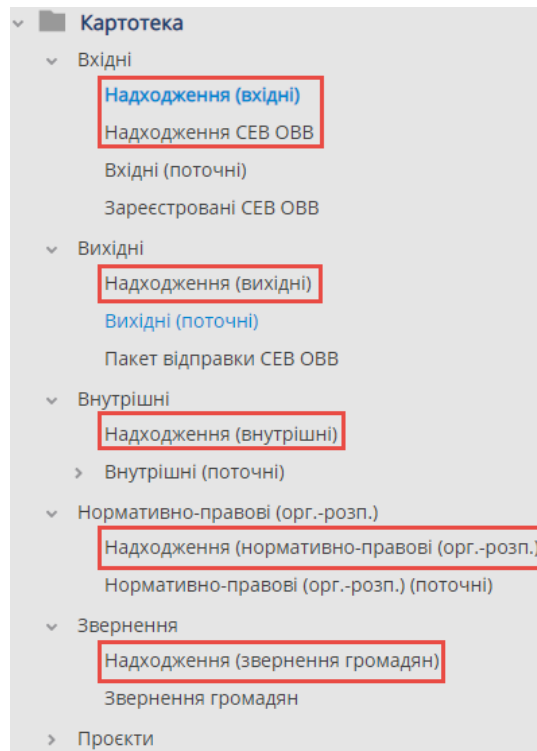 Картотека
Вхідні
Надходження (вхідні)
Надходження СЕВ ОВВ
Вхідні (поточні)
Зареєстровані СЕВ ОВВ
Вихідні
Надходження (вихідні)
Вихідні (поточні)
Пакет відправки СЕВ ОВВ
Внутрішні
Надходження (внутрішні)
Внутрішні (поточні)
Нормативно-правові (орг.-розп.)
Надходження (нормативно-правові (орг.-розп.)
Нормативно-правові (орг.-розп.) (поточні)
Звернення
Надходження (звернення громадян)
Звернення громадян
Проєкти